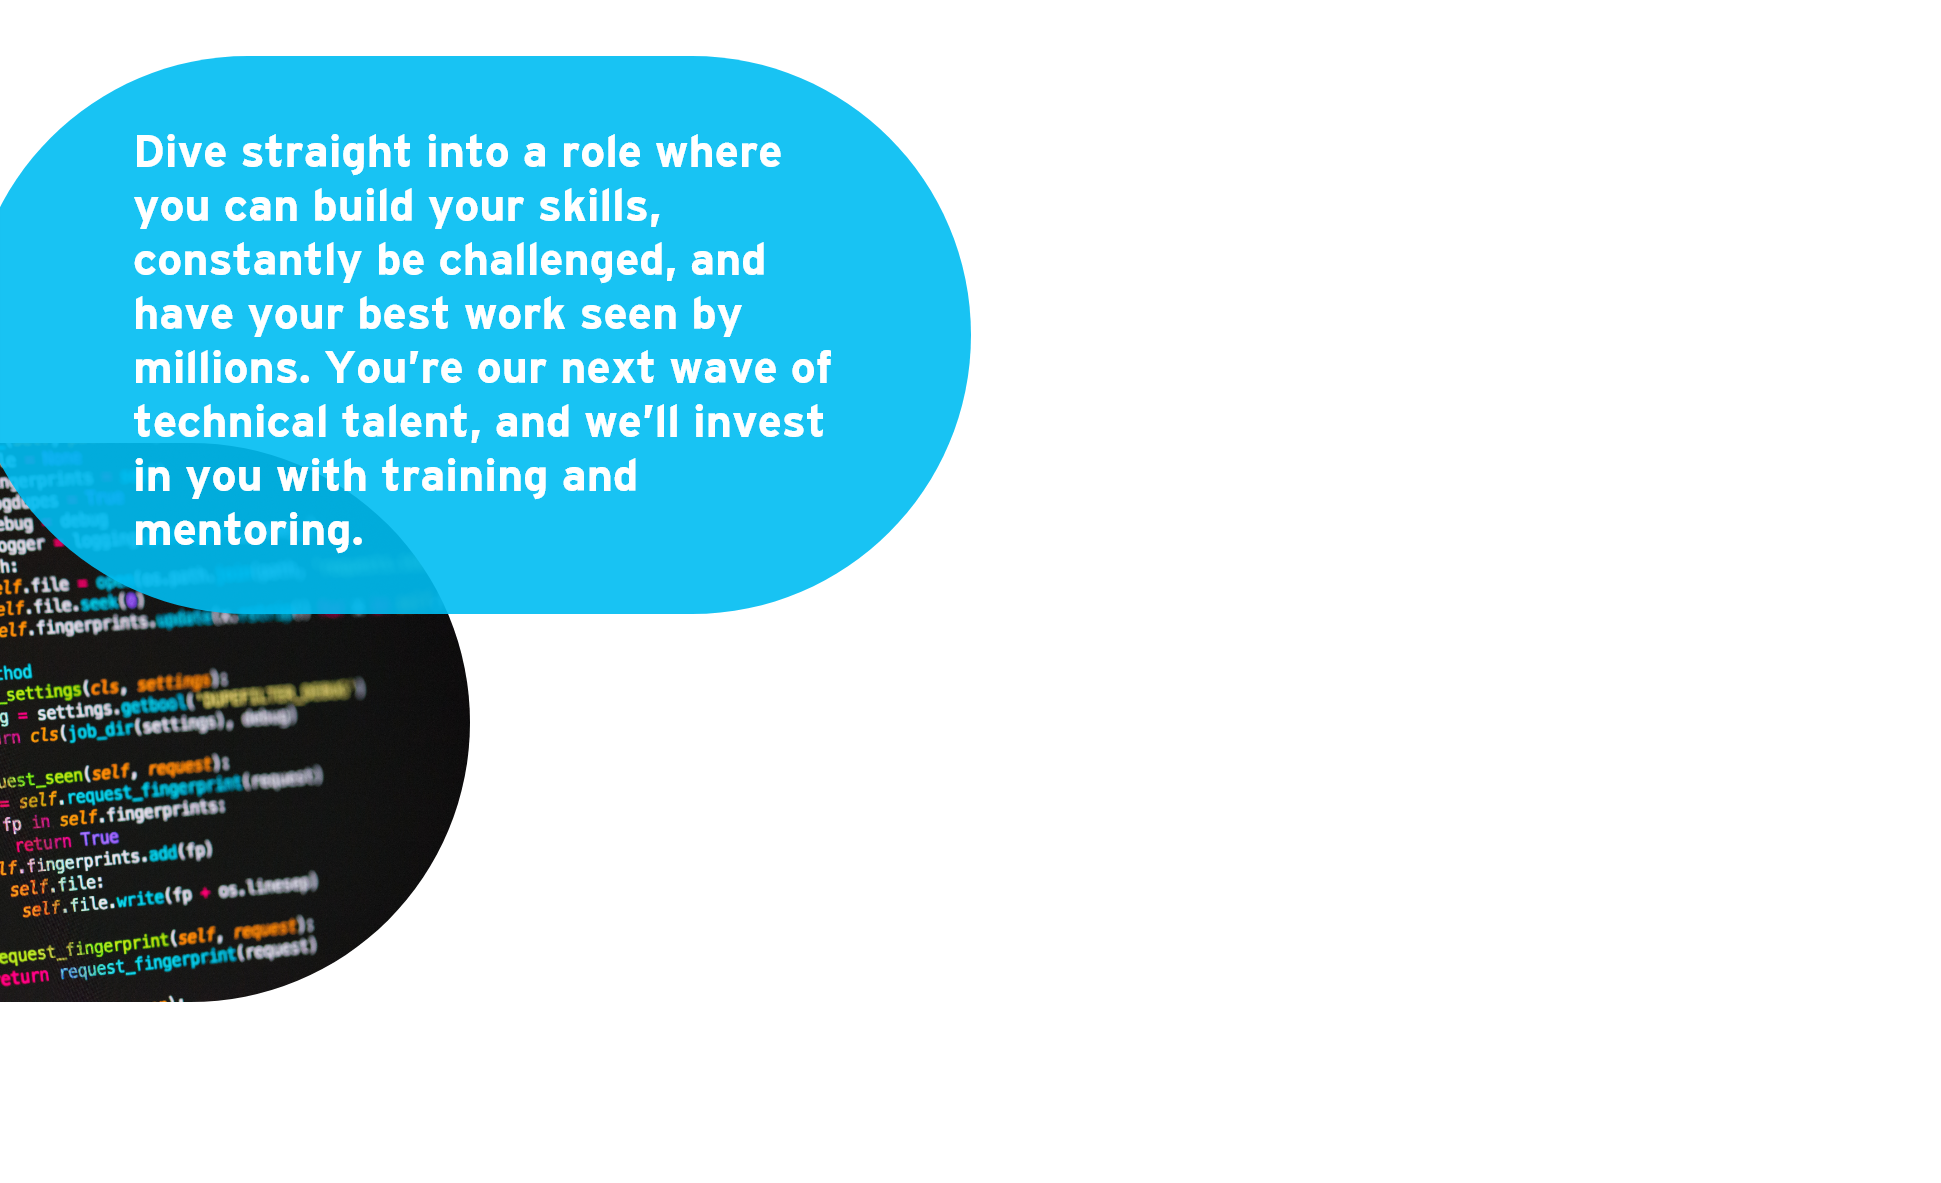 Dive straight into a role where
you can build your skills,
constantly be challenged, and
have your best work seen by
millions. You’re our next wave of
technical talent, and we’ll invest
in you with training and
mentoring.
ebug
ogger =
h:
elf.file =
elf.file.seek(0)
elf.fingerprints.update
thod
_settings(cls, settings):
g = settings.getbool("DUPEFILTER_DEBUG")
rn cls(job_dir(settings), debug)
uest_seen(self, request):
= self.request_fingerprint(request)
fp in self.fingerprints:
return True
lf.fingerprints.add(fp)
self.file:
self.file.write(fp + os.linesep)
equest_fingerprint(self, request):
eturn request_fingerprint(request)